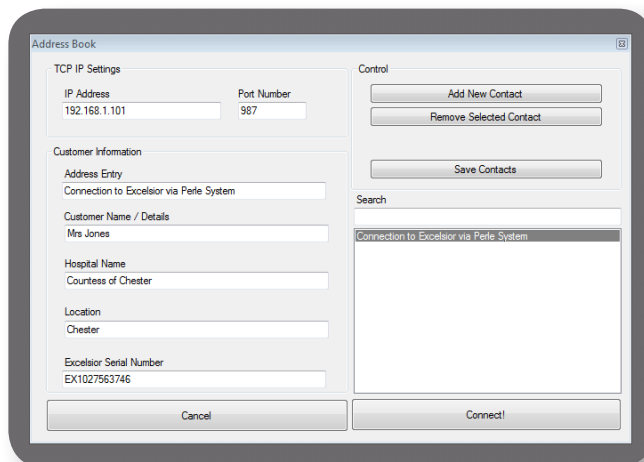 Address Book
TCP IP Settings
IP Address
Port Number
192.168.1.101
987
Customer Information
Address Entry
Connection to Excelsior via Perle System
Customer Name / Details
Mrs Jones
Hospital Name
Countess of Chester
Location
Chester
Excelsior Serial Number
EX1027563746
Cancel
Control
Add New Contact
Remove Selected Contact
Save Contacts
Search
Connection to Excelsior via Perle System
Connect!